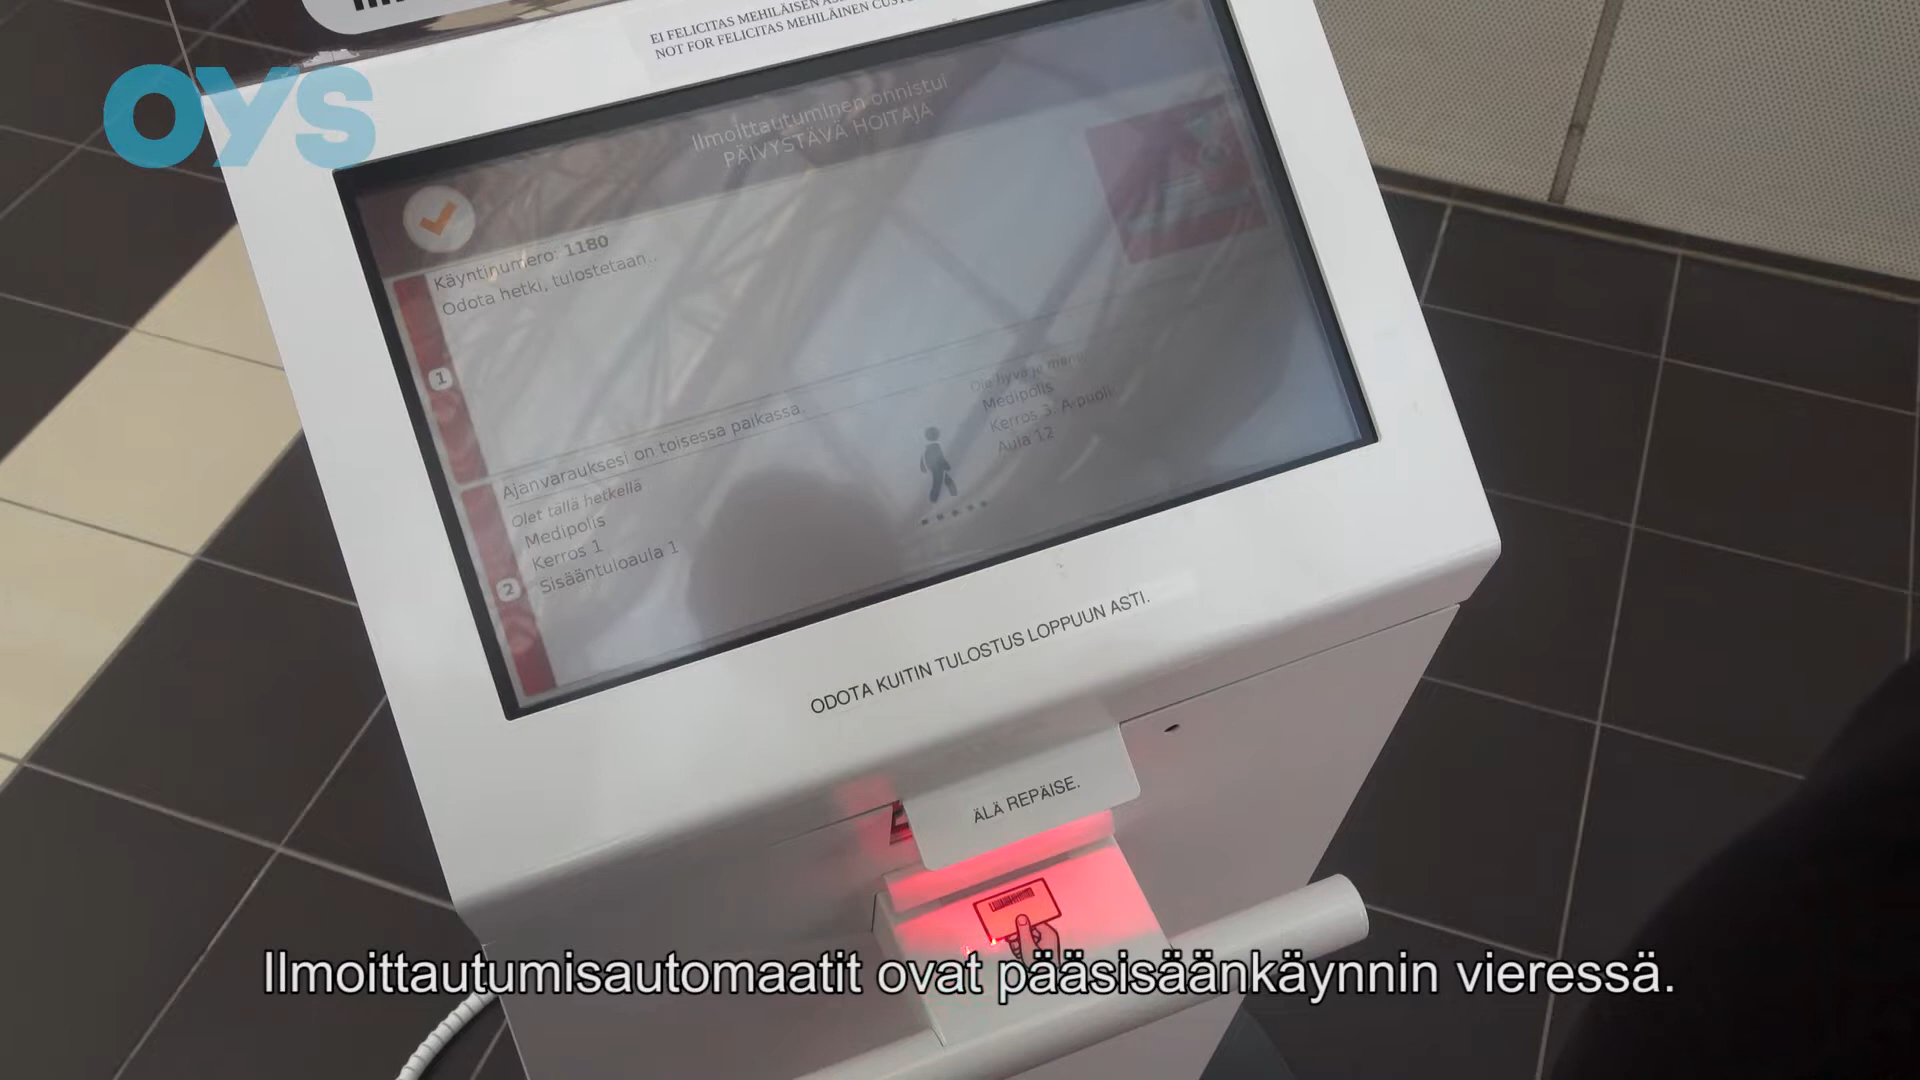 EI FELICITAS MEHILÄISEN
NOT FOR FELICITAS MEHILÄINEN
OYS
Ilmoittautuminen onnistui
PÄIVYSTÄVÄ HOITAJA
Käyntinumero: 1180
Odota hetki, tulostetaan..
1
Ajanvarauksesi on toisessa paikassa.
Olet tällä hetkellä
Medipolis
Kerros 1
Sisääntuloaula 1
2
Ole hyvä ja mene
Medipolis
Kerros 3. A-puoli
Aula 12
ODOTA KUITIN TULOSTUS LOPPUUN ASTI.
ÄLÄ REPÄISE.
Ilmoittautumisautomaatit ovat pääsisäänkäynnin vieressä.